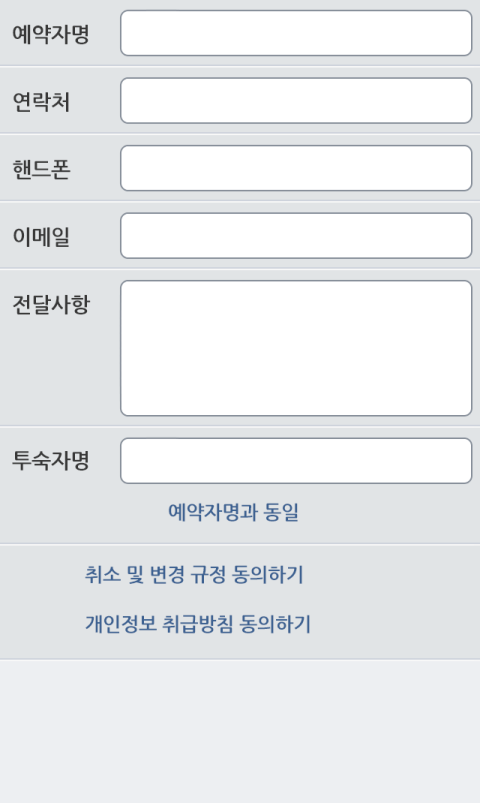 예약자명
연락처
핸드폰
이메일
전달사항
투숙자명
예약자명과 동일
취소 및 변경 규정 동의하기
개인정보 취급방침 동의하기